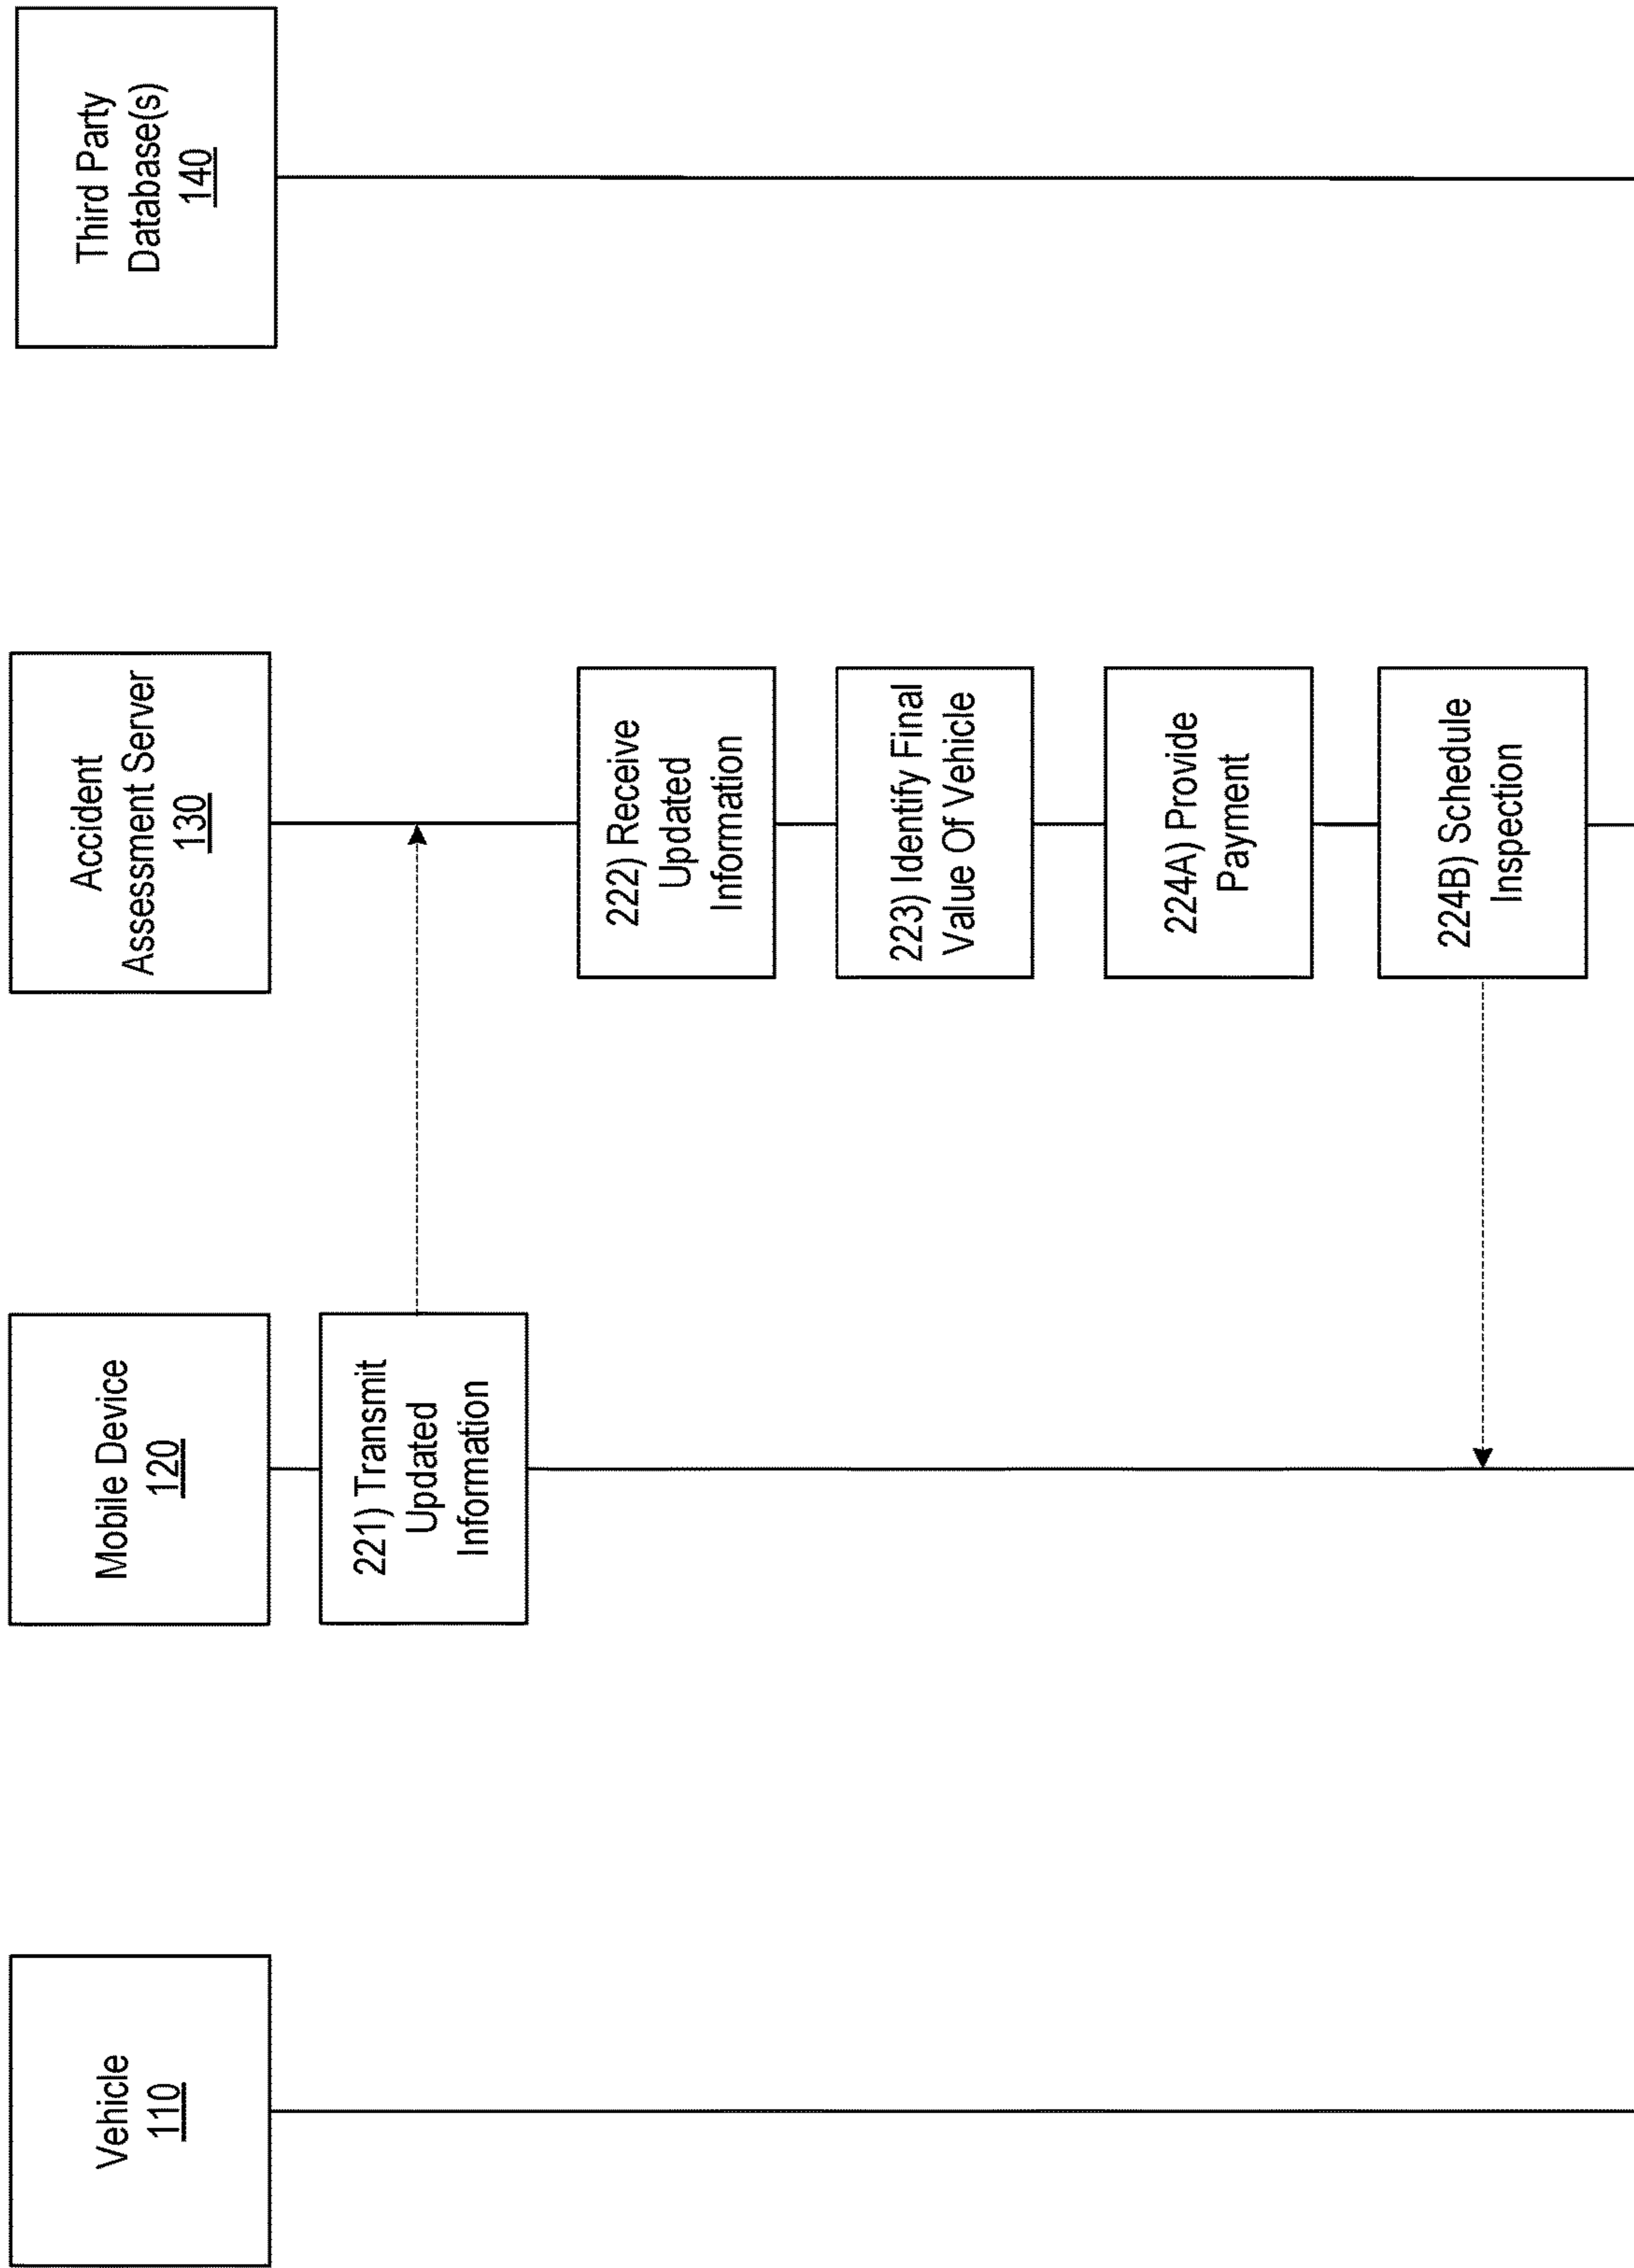 Vehicle
110
Mobile Device
120
Accident
Assessment Server
130
Third Party
Database(s)
140
221) Transmit
Updated
Information
222) Receive
Updated
Information
223) Identify Final
Value Of Vehicle
224A) Provide
Payment
224B) Schedule
Inspection